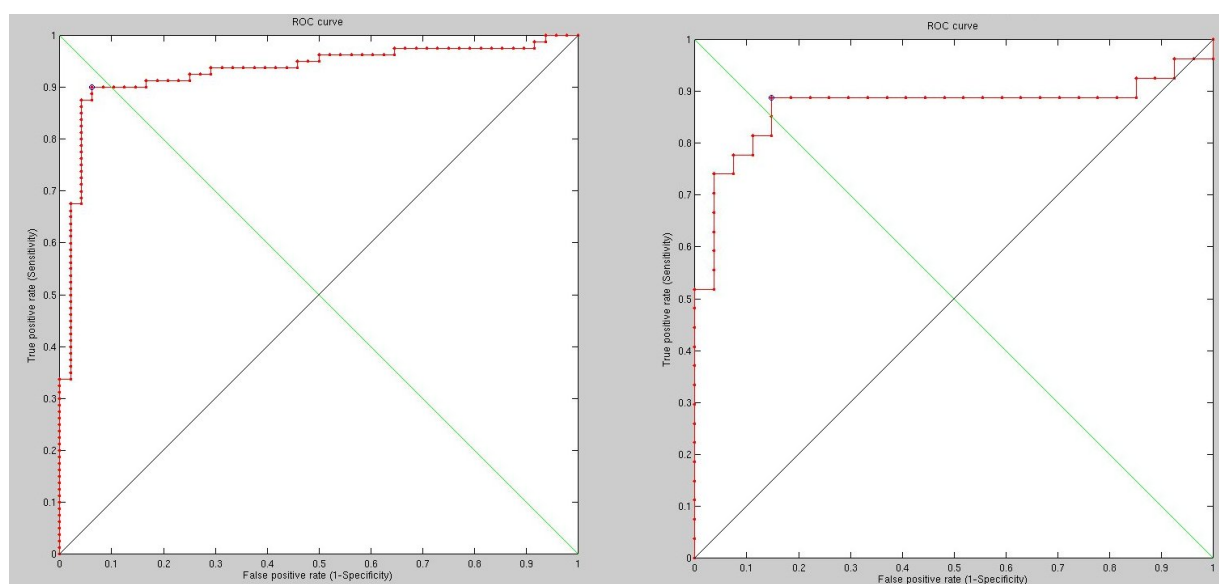 ROC curve
1
0.9
0.8
0.7
0.6
0.5
0.4
0.3
0.2
0.1
0
True positive rate (Sensitivity)
0 0.1 0.2 0.3 0.4 0.5 0.6 0.7 0.8 0.9 1
False positive rate (1-Specificity)
ROC curve
1
0.9
0.8
0.7
0.6
0.5
0.4
0.3
0.2
0.1
0
True positive rate (Sensitivity)
0 0.1 0.2 0.3 0.4 0.5 0.6 0.7 0.8 0.9 1
False positive rate (1-Specificity)